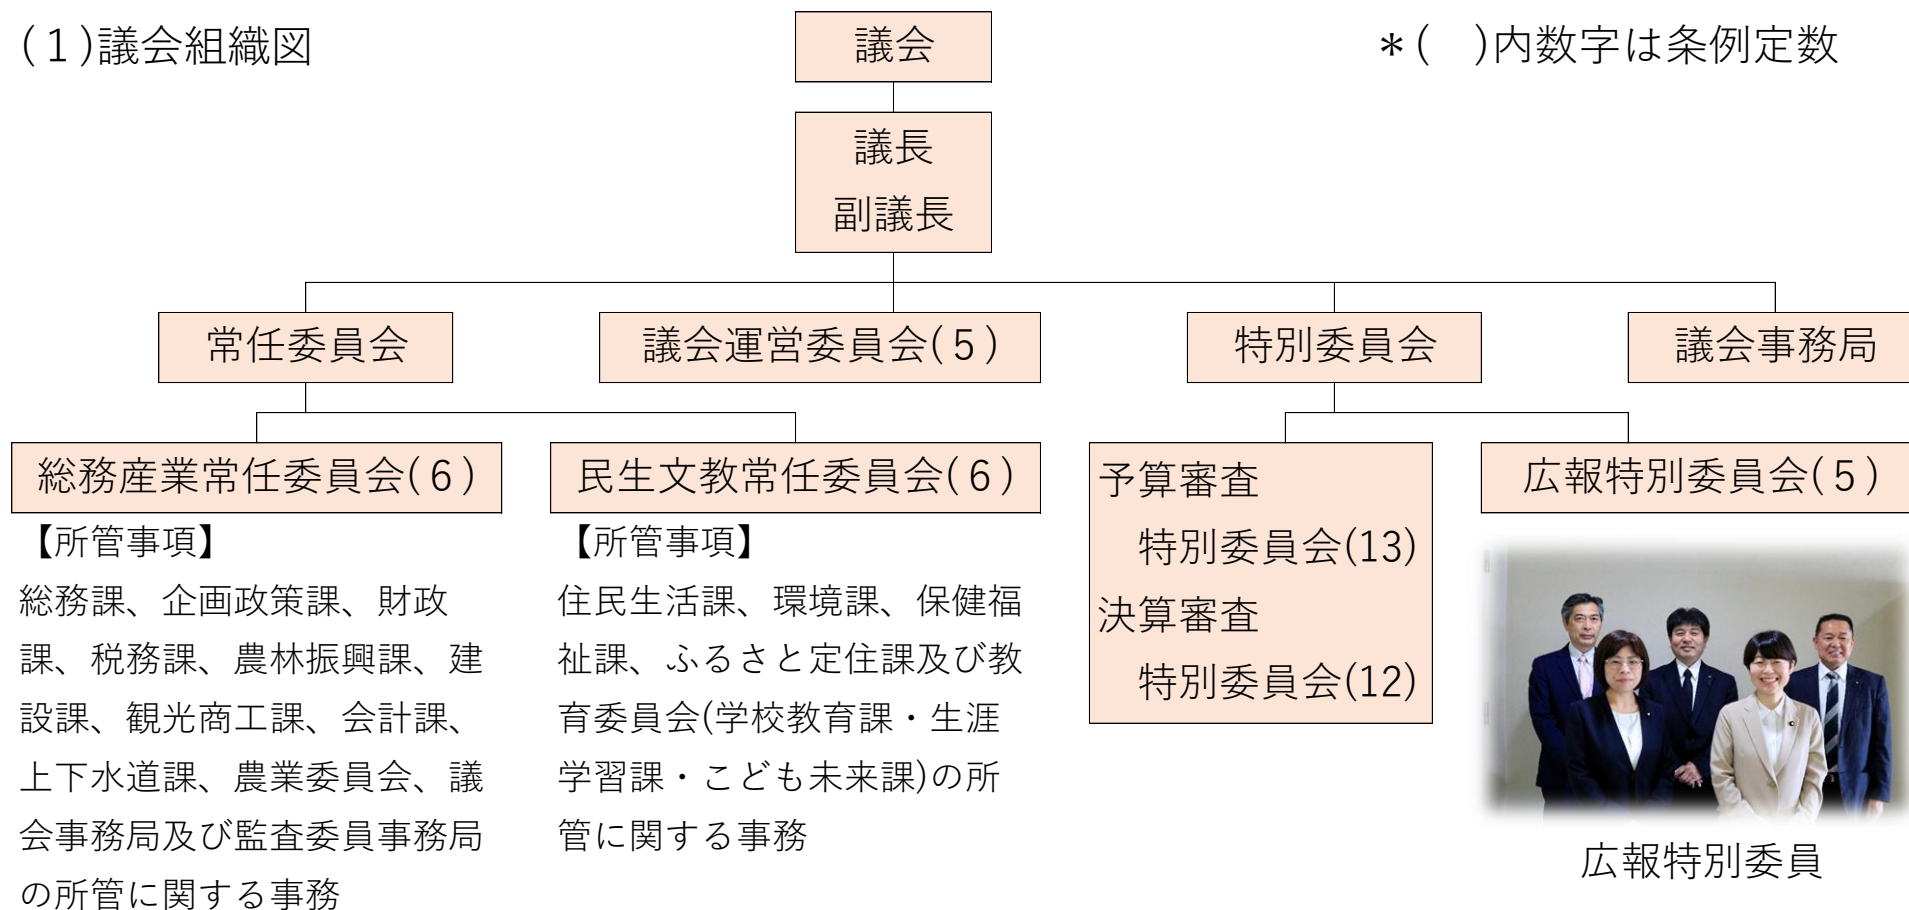 (１)議会組織図
＊(　)内数字は条例定数
議会
議長
副議長
常任委員会
議会運営委員会(５)
特別委員会
議会事務局
総務産業常任委員会(６)
【所管事項】
総務課、企画政策課、財政
課、税務課、農林振興課、建
設課、観光商工課、会計課、
上下水道課、農業委員会、議
会事務局及び監査委員事務局
の所管に関する事務
民生文教常任委員会(６)
【所管事項】
住民生活課、環境課、保健福
祉課、ふるさと定住課及び教
育委員会(学校教育課・生涯
学習課・こども未来課)の所
管に関する事務
予算審査
特別委員会(13)
決算審査
特別委員会(12)
広報特別委員会(５)
広報特別委員